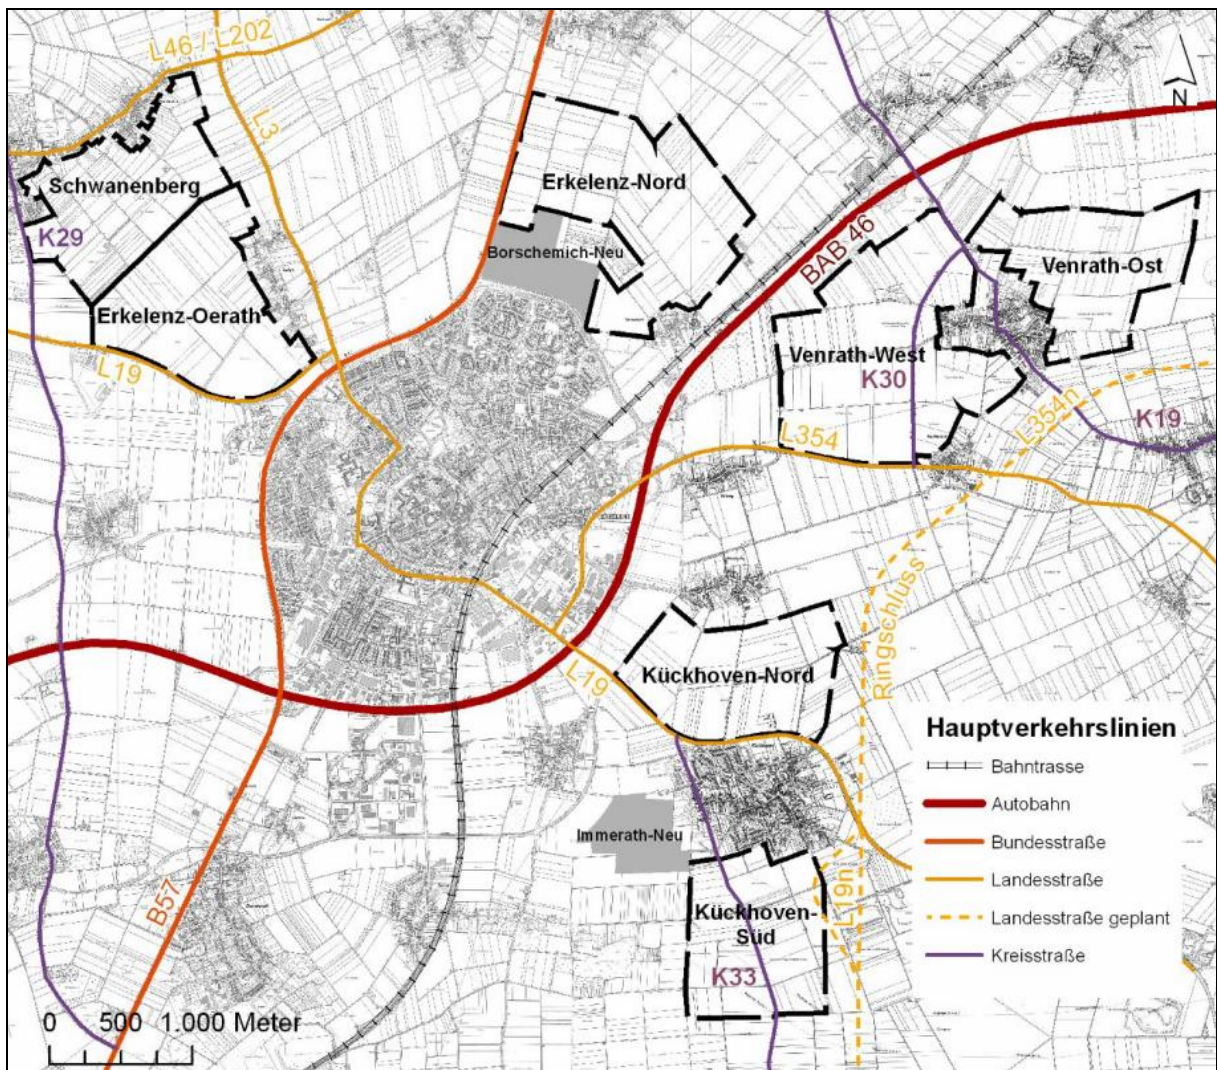 L46 / L202
L3
N
Schwanenberg
Erkelenz-Nord
K29
Borschemich-Neu
BAB 46
Venrath-Ost
Erkelenz-Oerath
L19
Venrath-West
K30
L354n
K19
L354
Ringschluss
L19
Kückhoven-Nord
Hauptverkehrslinien
Bahntrasse
Autobahn
Immerath-Neu
Bundesstraße
Landesstraße
B57
L19n
Kückhoven-
Süd
Landesstraße geplant
Kreisstraße
K33
0 500 1.000 Meter